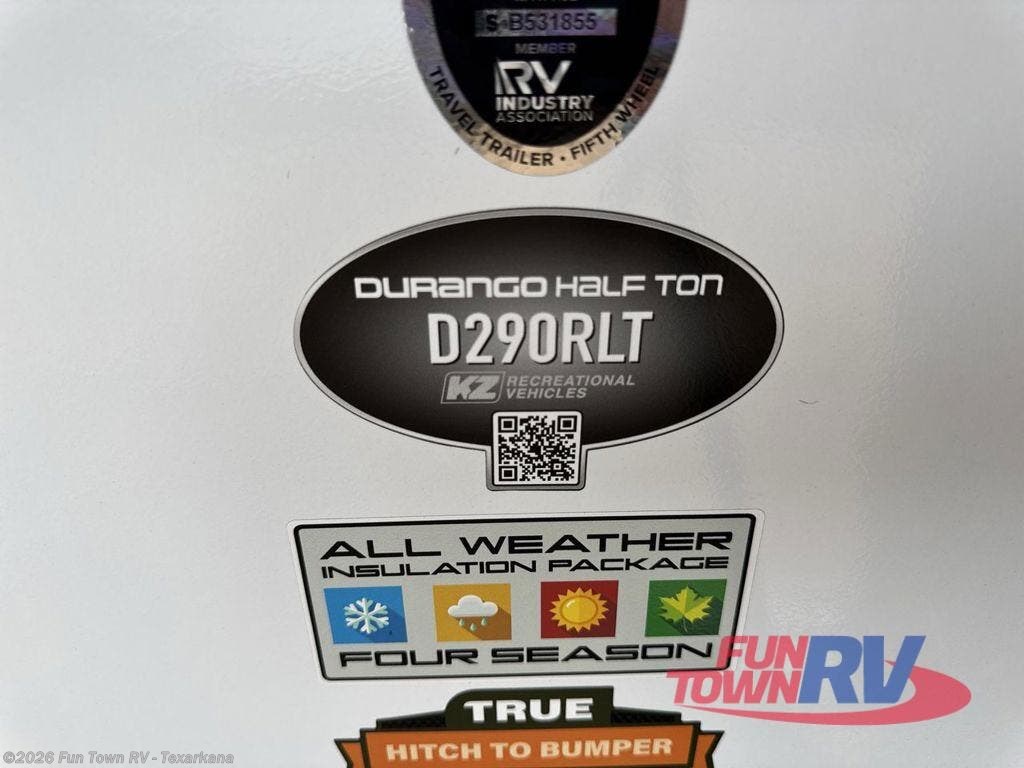 S-B531855
MEMBER
RV
INDUSTRY
ASSOCIATION
TRAVEL TRAILER • FIFTH WHEEL
DURANGO HALF TON
D290RLT
KZ RECREATIONAL
VEHICLES
ALL WEATHER
INSULATION PACKAGE
FOUR SEASON
FUN
TOWN RV
TRUE
HITCH TO BUMPER
©2026 Fun Town RV - Texarkana